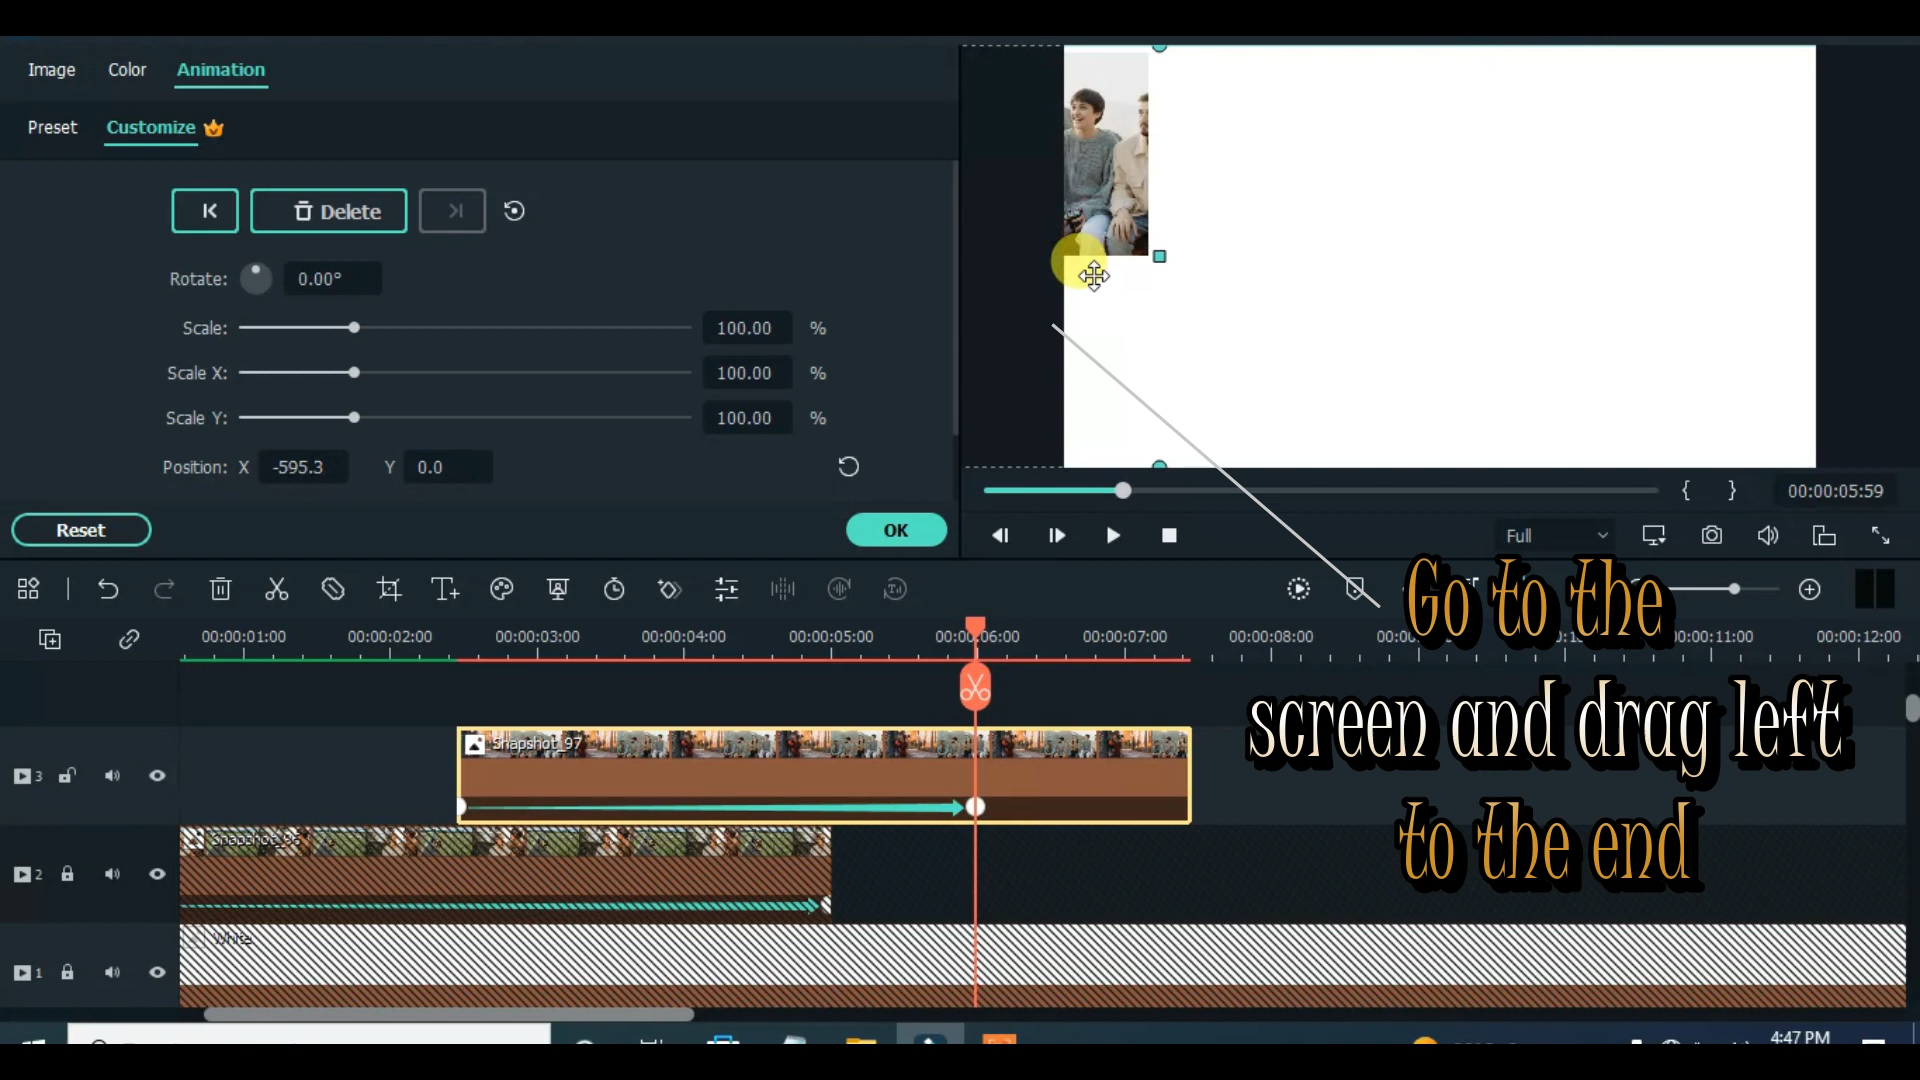 Image Color Animation
Preset Customize
Delete
Rotate: 0.00°
Scale: 100.00 %
Scale X: 100.00 %
Scale Y: 100.00 %
Position: X -595.3 Y 0.0
Reset OK
{ } 00:00:05:59
Full
00:00:01:00 00:00:02:00 00:00:03:00 00:00:04:00 00:00:05:00 00:00:06:00 00:00:07:00 00:00:08:00 00:00:11:00 00:00:12:00
Go to the
screen and drag left
to the end
Snapshot_97
3
2
White
1
4:47 PM